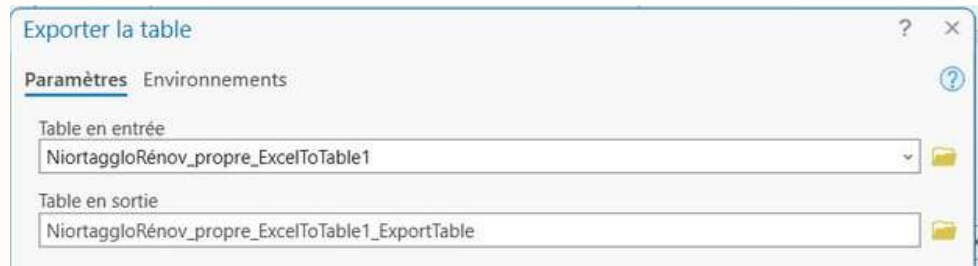 Exporter la table ? ×
Paramètres Environnements ?
Table en entrée
NiortaggloRénov_propre_ExcelToTable1
Table en sortie
NiortaggloRénov_propre_ExcelToTable1_ExportTable